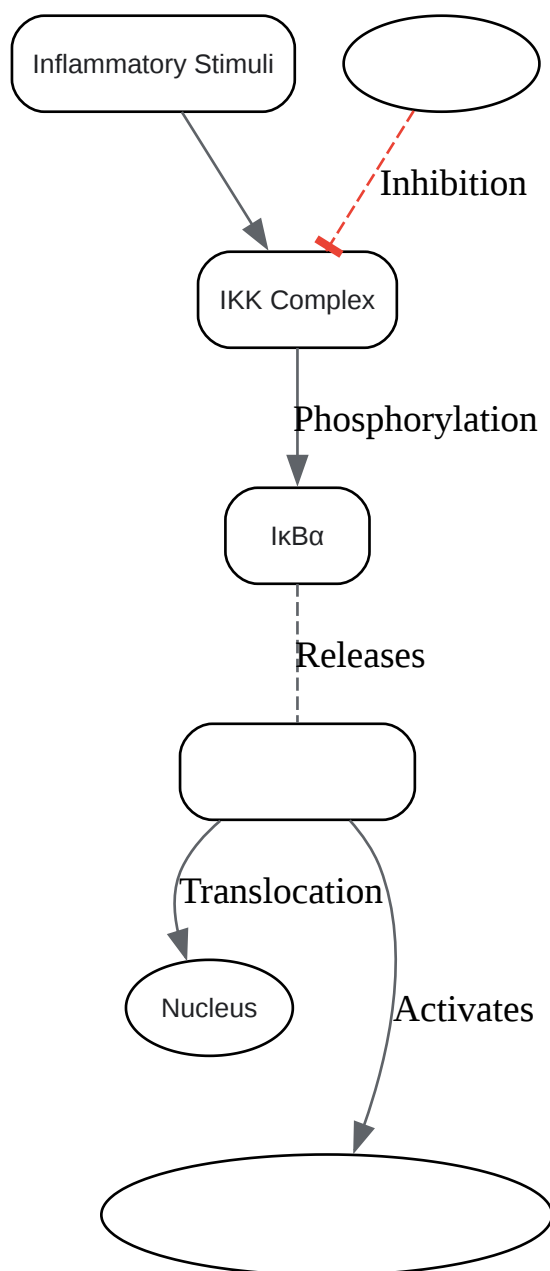 Inflammatory Stimuli
Inhibition
IKK Complex
Phosphorylation
IκBα
Releases
Translocation
Nucleus
Activates